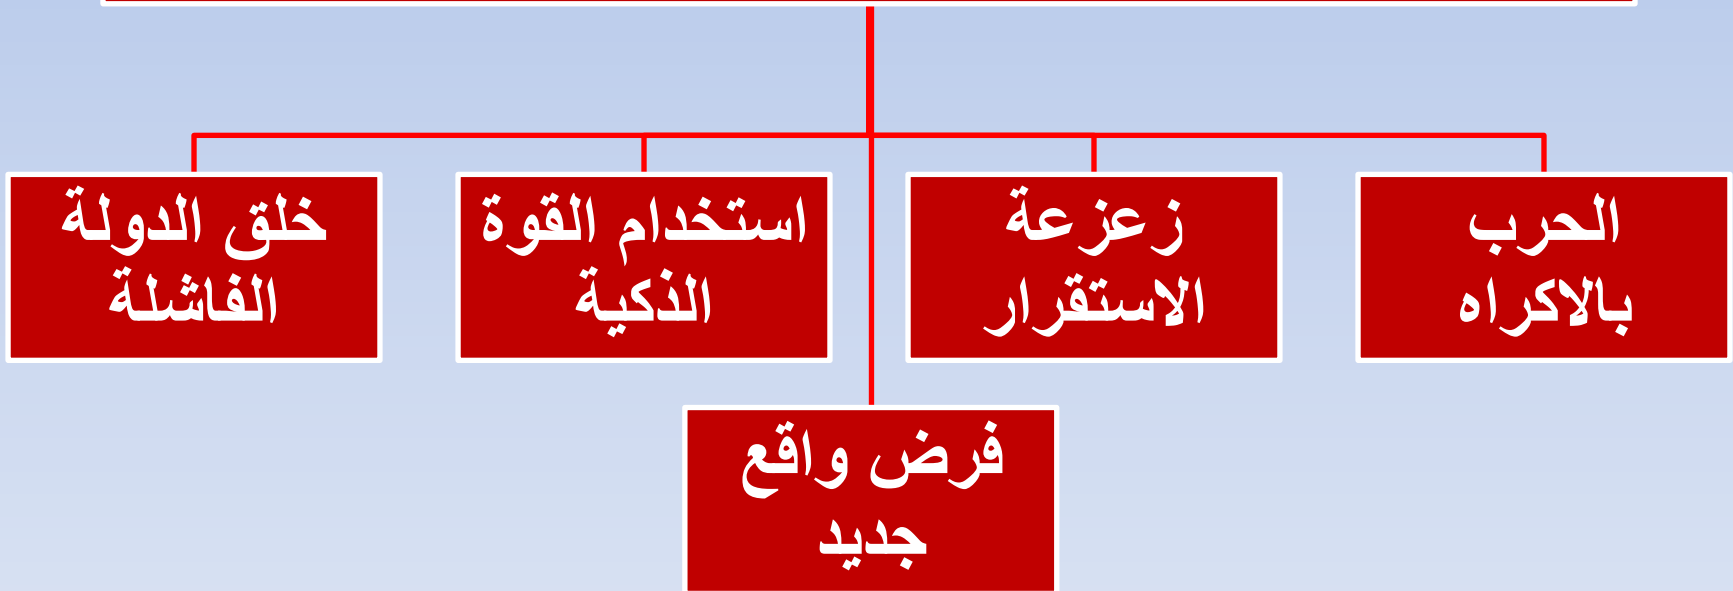 الحرب
بالاكراه
زعزعة
الاستقرار
استخدام القوة
الذكية
خلق الدولة
الفاشلة
فرض واقع
جديد